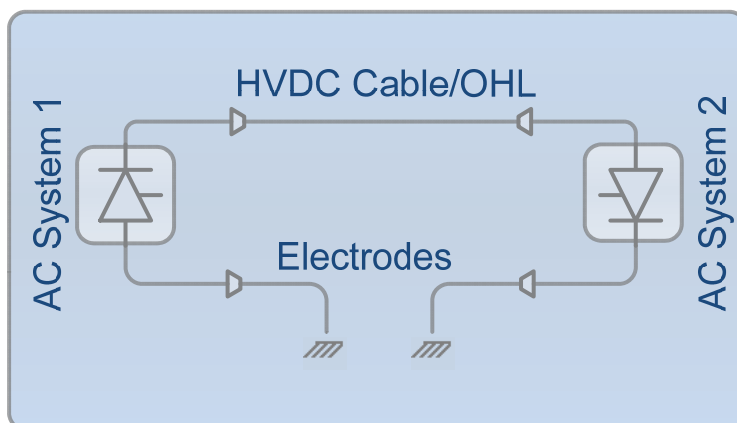 HVDC Cable/OHL
AC System 1
AC System 2
Electrodes